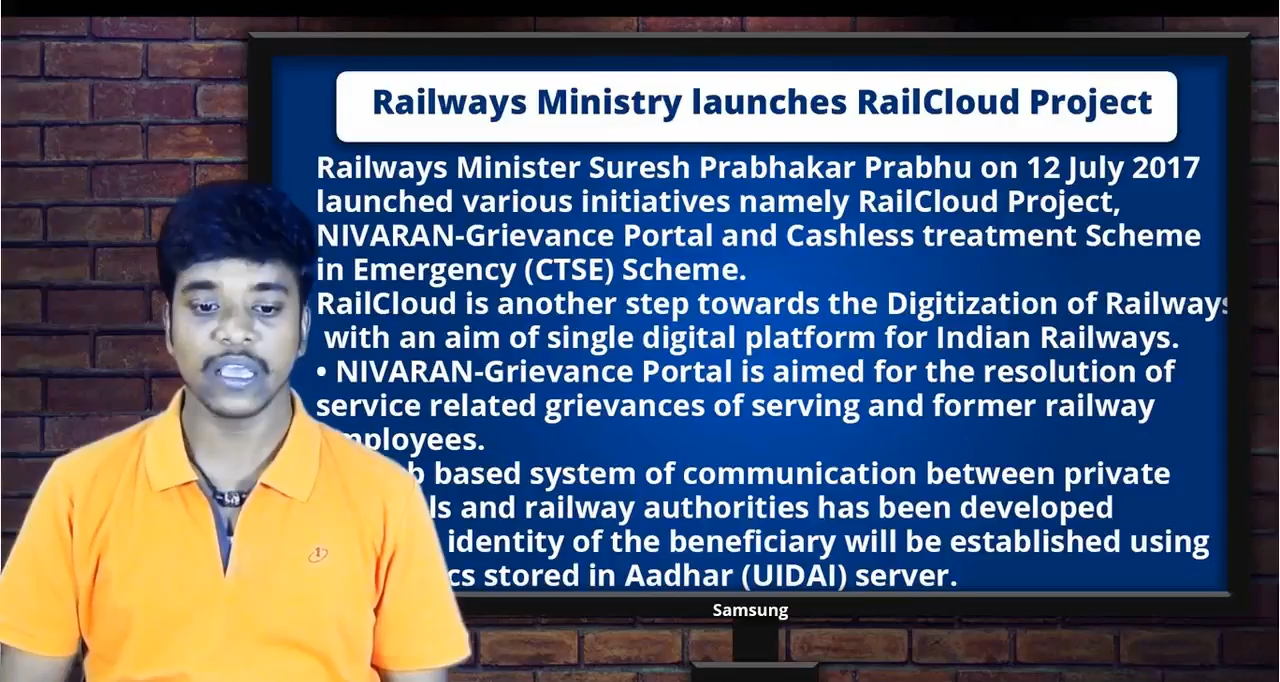 Railways Ministry launches RailCloud Project
Railways Minister Suresh Prabhakar Prabhu on 12 July 2017
launched various initiatives namely RailCloud Project,
NIVARAN-Grievance Portal and Cashless treatment Scheme
in Emergency (CTSE) Scheme.
RailCloud is another step towards the Digitization of Railways
with an aim of single digital platform for Indian Railways.
• NIVARAN-Grievance Portal is aimed for the resolution of
service related grievances of serving and former railway
employees.
based system of communication between private
and railway authorities has been developed
identity of the beneficiary will be established using
stored in Aadhar (UIDAI) server.
Samsung